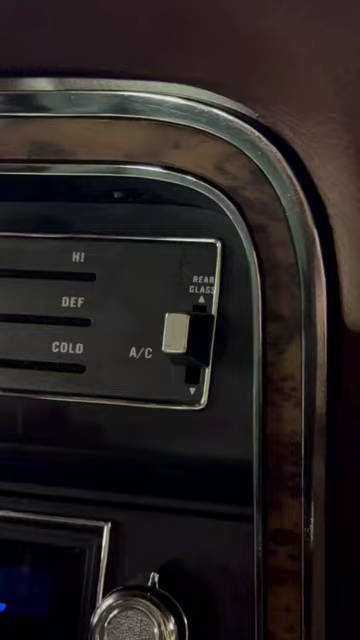 HI
REAR
GLASS
▲
DEF
COLD
A/C
▼